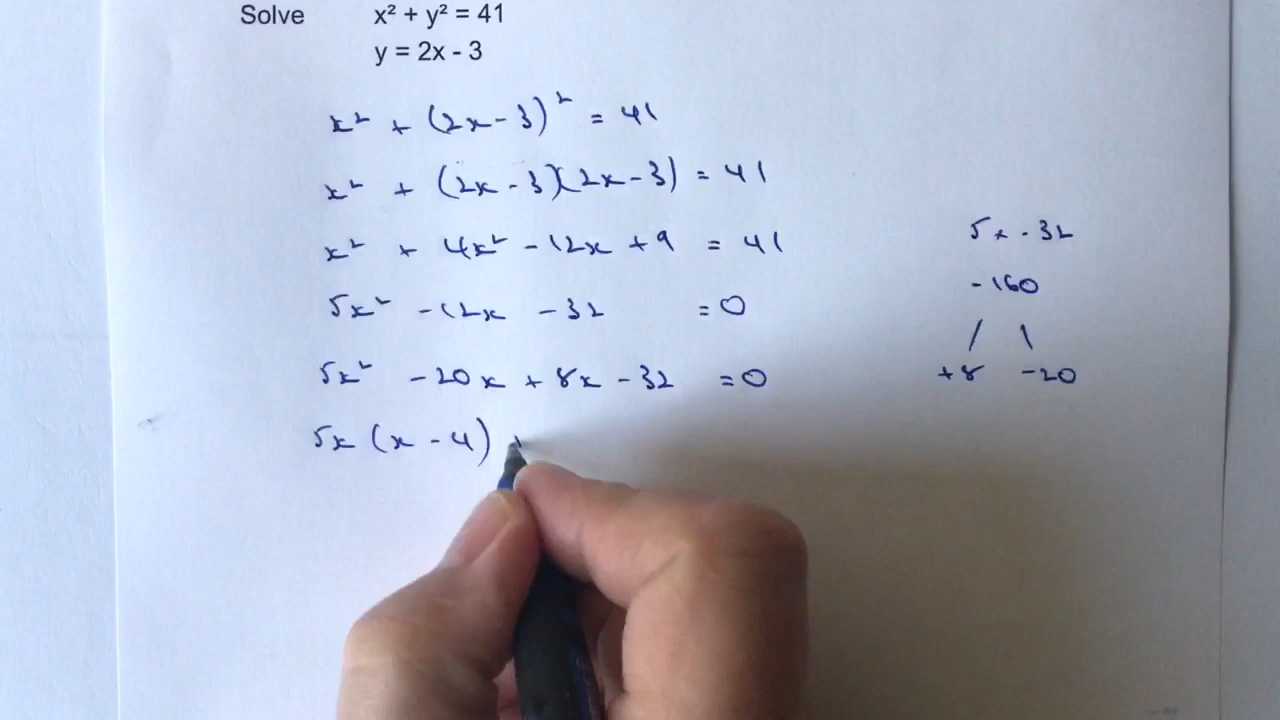 Solve x² + y² = 41
y = 2x - 3
x² + (2x - 3)² = 41
x² + (2x - 3)(2x - 3) = 41
x² + 4x² - 12x + 9 = 41
5x² - 12x - 32 = 0
5x² - 20x + 8x - 32 = 0
5x (x - 4)
5x - 32
- 160
/ \
+8 -20